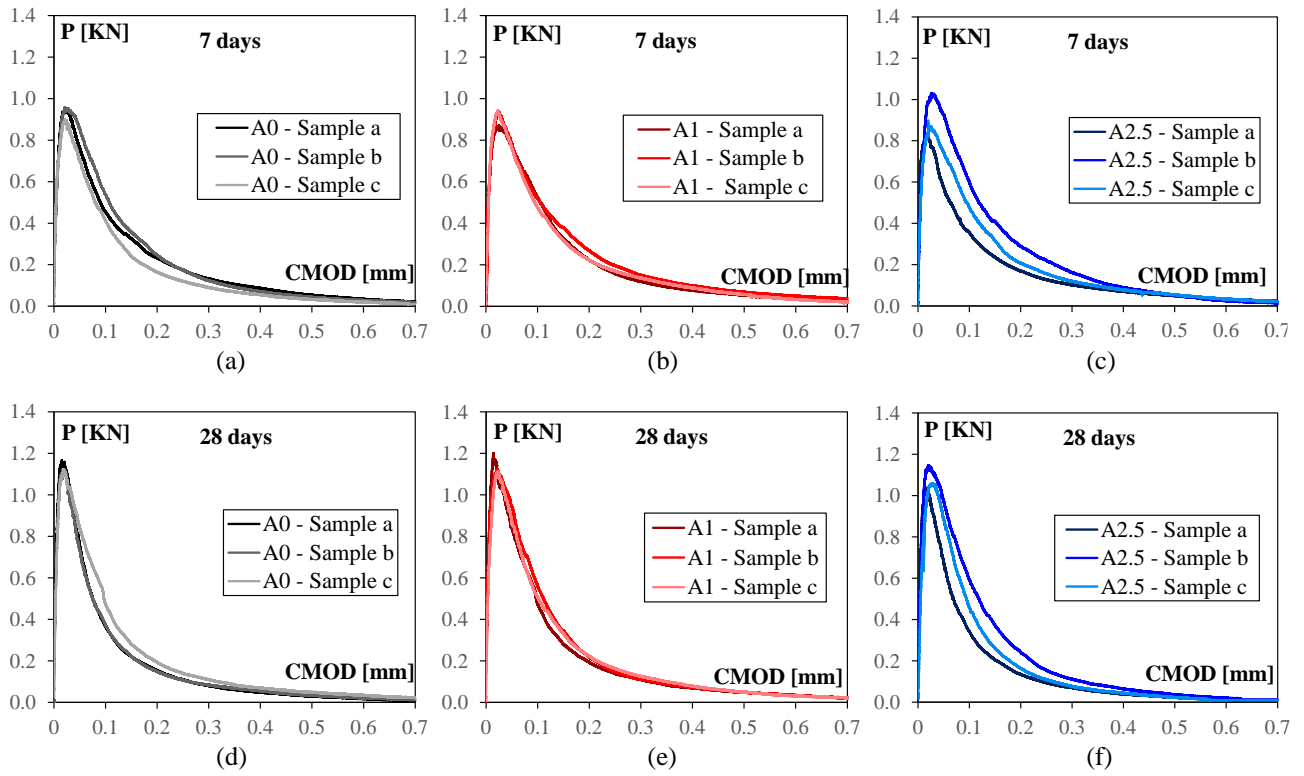 P [KN]
7 days
1.4
1.2
1.0
0.8
0.6
0.4
0.2
0.0
A0 - Sample a
A0 - Sample b
A0 - Sample c
CMOD [mm]
0 0.1 0.2 0.3 0.4 0.5 0.6 0.7
(a)
P [KN]
7 days
1.4
1.2
1.0
0.8
0.6
0.4
0.2
0.0
A1 - Sample a
A1 - Sample b
A1 - Sample c
CMOD [mm]
0 0.1 0.2 0.3 0.4 0.5 0.6 0.7
(b)
P [KN]
7 days
1.4
1.2
1.0
0.8
0.6
0.4
0.2
0.0
A2.5 - Sample a
A2.5 - Sample b
A2.5 - Sample c
CMOD [mm]
0 0.1 0.2 0.3 0.4 0.5 0.6 0.7
(c)
P [KN]
28 days
1.4
1.2
1.0
0.8
0.6
0.4
0.2
0.0
A0 - Sample a
A0 - Sample b
A0 - Sample c
CMOD [mm]
0 0.1 0.2 0.3 0.4 0.5 0.6 0.7
(d)
P [KN]
28 days
1.4
1.2
1.0
0.8
0.6
0.4
0.2
0.0
A1 - Sample a
A1 - Sample b
A1 - Sample c
CMOD [mm]
0 0.1 0.2 0.3 0.4 0.5 0.6 0.7
(e)
P [KN]
28 days
1.4
1.2
1.0
0.8
0.6
0.4
0.2
0.0
A2.5 - Sample a
A2.5 - Sample b
A2.5 - Sample c
CMOD [mm]
0 0.1 0.2 0.3 0.4 0.5 0.6 0.7
(f)